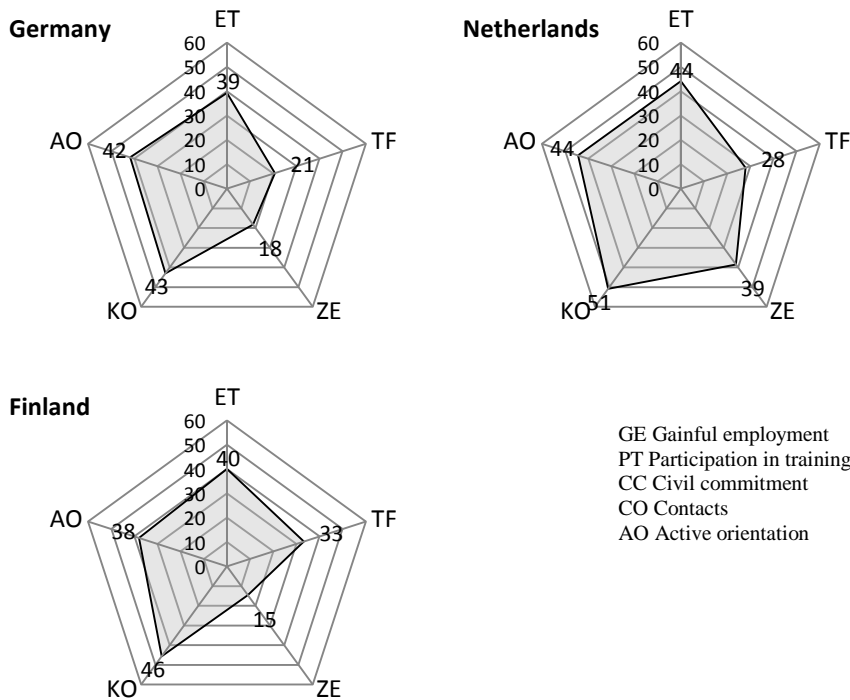 Germany
ET
60
50
40
30
20
10
0
39
TF
21
ZE
18
KO
43
AO
42
Netherlands
ET
60
50
40
30
20
10
0
44
TF
28
ZE
39
KO
51
AO
44
Finland
ET
60
50
40
30
20
10
0
40
TF
33
ZE
15
KO
46
AO
38
GE Gainful employment
PT Participation in training
CC Civil commitment
CO Contacts
AO Active orientation